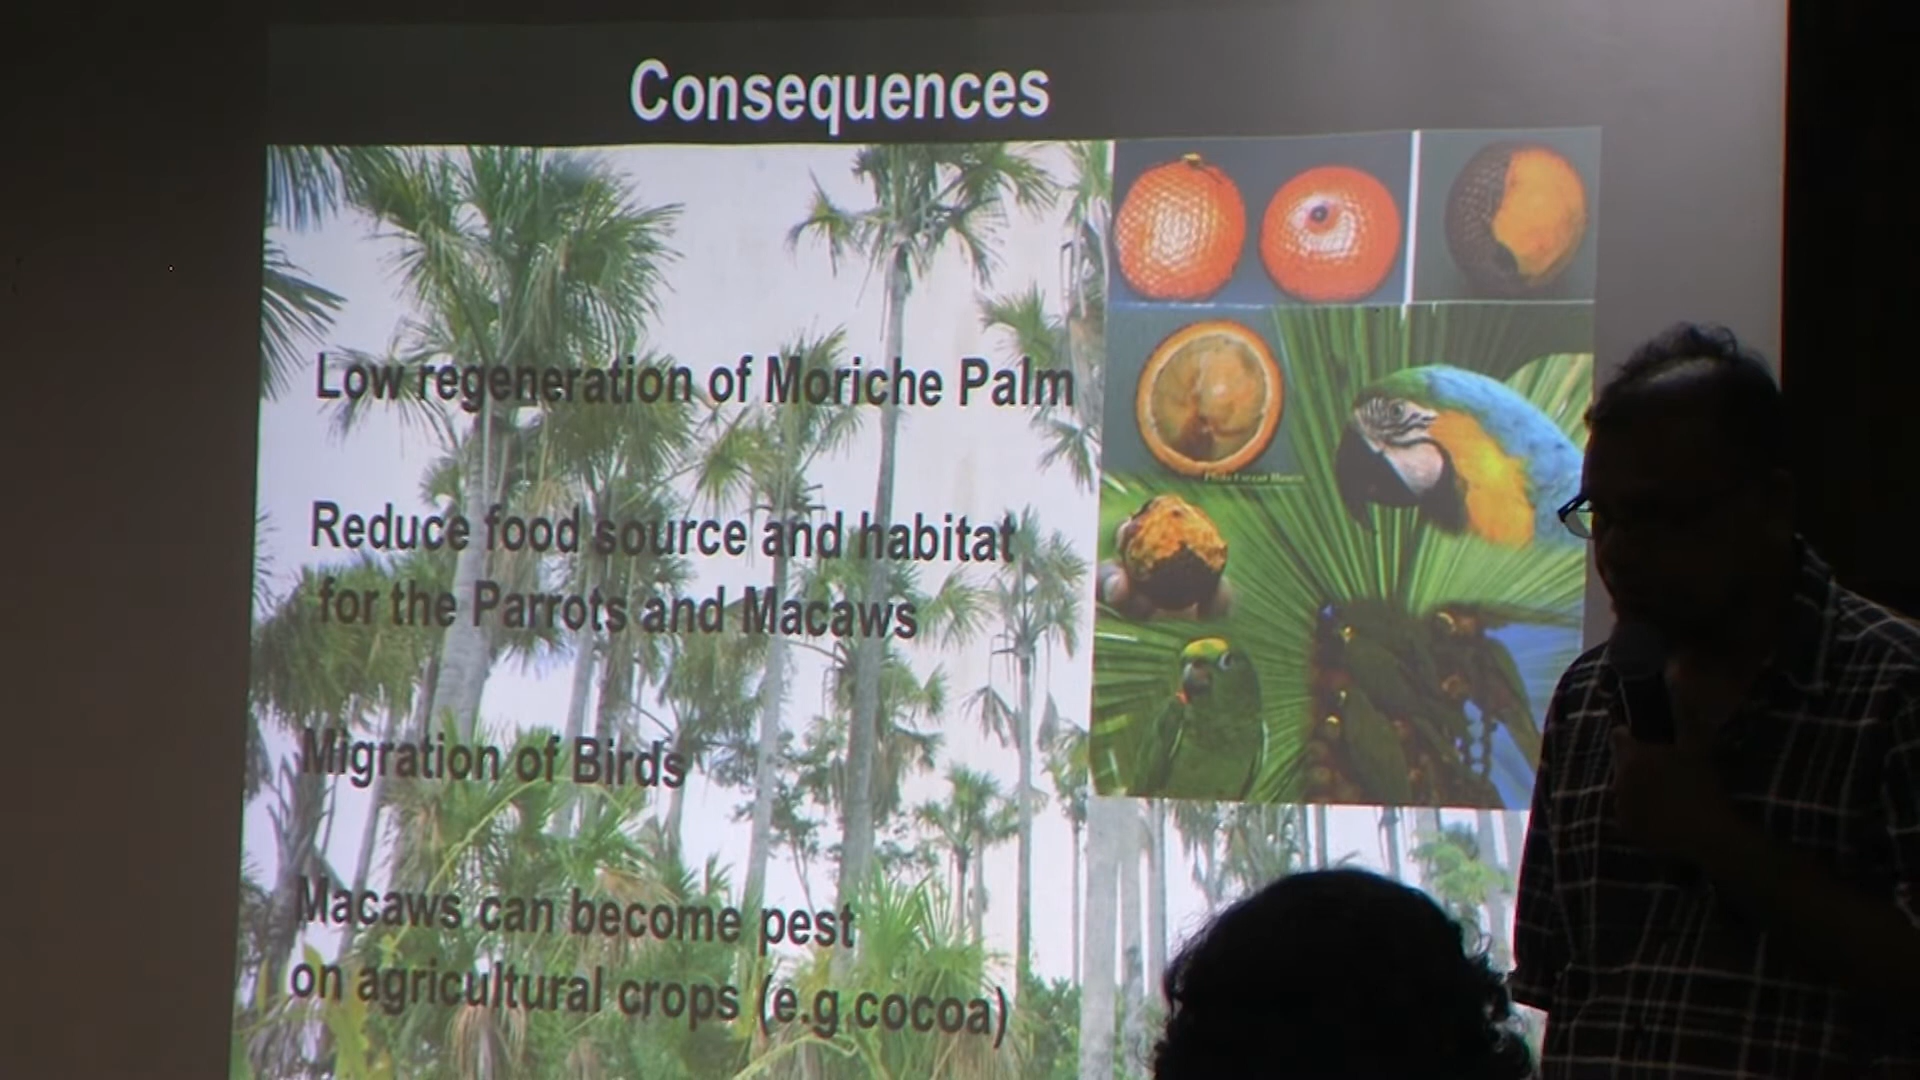 Consequences
Low regeneration of Moriche Palm
Reduce food source and habitat
for the Parrots and Macaws
Migration of Birds
Macaws can become pest
on agricultural crops (e.g cocoa)